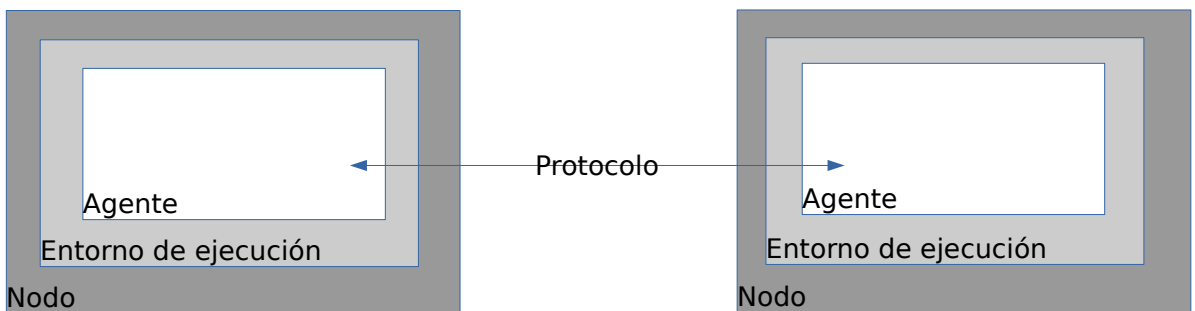 Protocolo
Agente
Entorno de ejecución
Nodo
Agente
Entorno de ejecución
Nodo